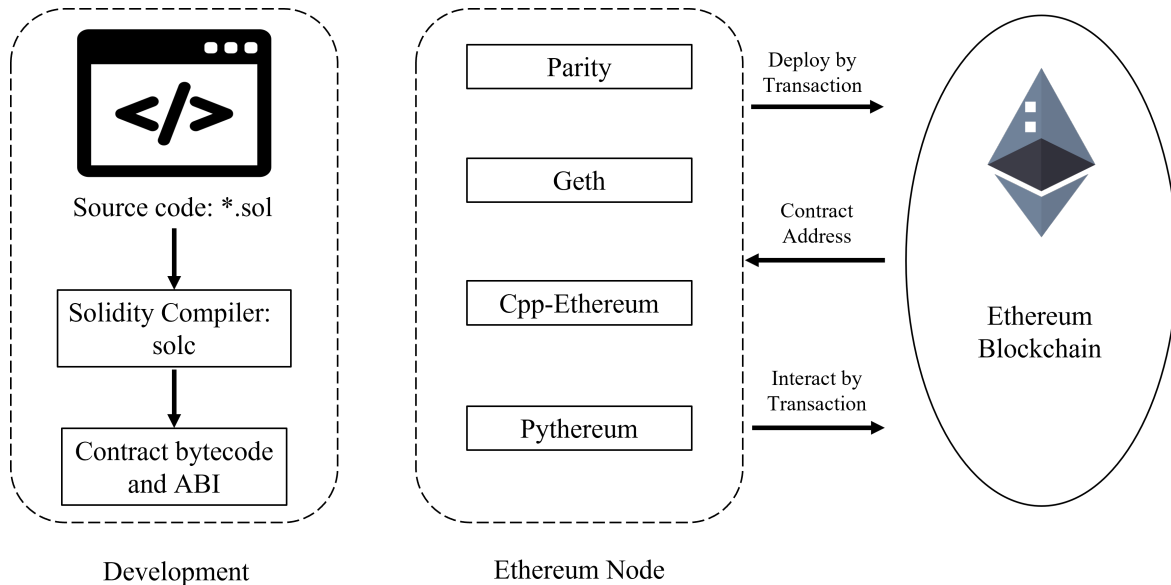 </>
Source code: *.sol
Solidity Compiler:
solc
Contract bytecode
and ABI
Development
Parity
Geth
Cpp-Ethereum
Pythereum
Ethereum Node
Deploy by
Transaction
Contract
Address
Interact by
Transaction
Ethereum
Blockchain